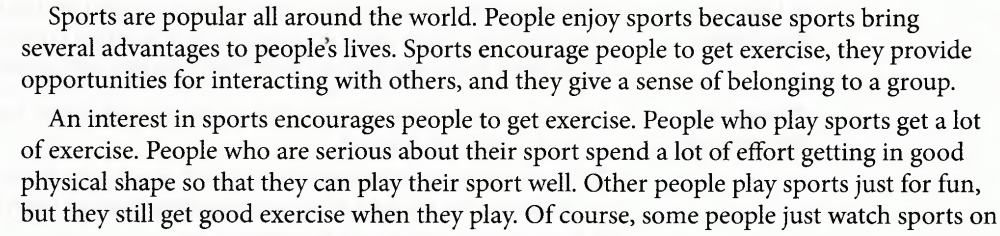 Sports are popular all around the world. People enjoy sports because sports bring
several advantages to people's lives. Sports encourage people to get exercise, they provide
opportunities for interacting with others, and they give a sense of belonging to a group.
An interest in sports encourages people to get exercise. People who play sports get a lot
of exercise. People who are serious about their sport spend a lot of effort getting in good
physical shape so that they can play their sport well. Other people play sports just for fun,
but they still get good exercise when they play. Of course, some people just watch sports on